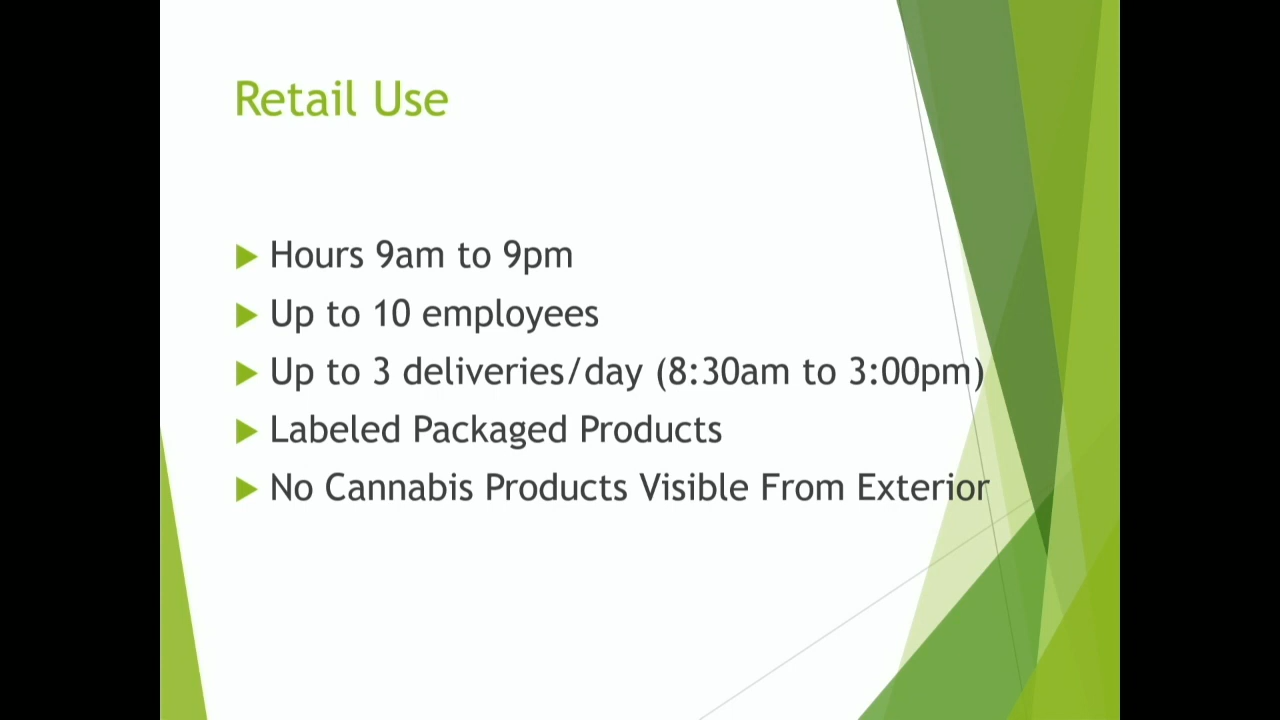 Retail Use
Hours 9am to 9pm
Up to 10 employees
Up to 3 deliveries/day (8:30am to 3:00pm)
Labeled Packaged Products
No Cannabis Products Visible From Exterior